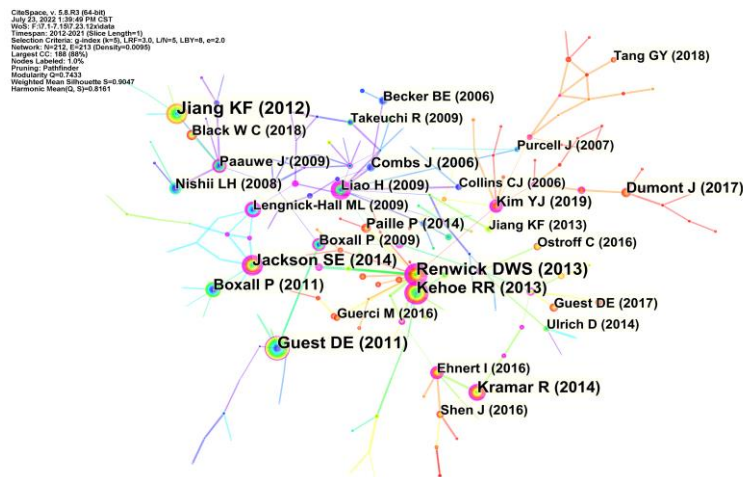 CiteSpace, v. 5.8.R3 (64-bit)
July 23, 2022 1:39:49 PM CST
WoS: F:\7.1-7.15\7.23.12x\data
Timespan: 2012-2021 (Slice Length=1)
Selection Criteria: g-index (k=5), LRF=3.0, L/N=5, LBY=8, e=2.0
Network: N=212, E=213 (Density=0.0095)
Largest CC: 188 (88%)
Nodes Labeled: 1.0%
Pruning: Pathfinder
Modularity Q=0.7433
Weighted Mean Silhouette S=0.9047
Harmonic Mean(Q, S)=0.8161
Tang GY (2018)
Becker BE (2006)
Jiang KF (2012)
Takeuchi R (2009)
Black W C (2018)
Purcell J (2007)
Paauwe J (2009)
Combs J (2006)
Nishii LH (2008)
Liao H (2009)
Collins CJ (2006)
Dumont J (2017)
Lengnick-Hall ML (2009)
Kim YJ (2019)
Paille P (2014)
Jiang KF (2013)
Boxall P (2009)
Ostroff C (2016)
Jackson SE (2014)
Renwick DWS (2013)
Boxall P (2011)
Kehoe RR (2013)
Guest DE (2017)
Guerci M (2016)
Ulrich D (2014)
Guest DE (2011)
Ehnert I (2016)
Kramar R (2014)
Shen J (2016)